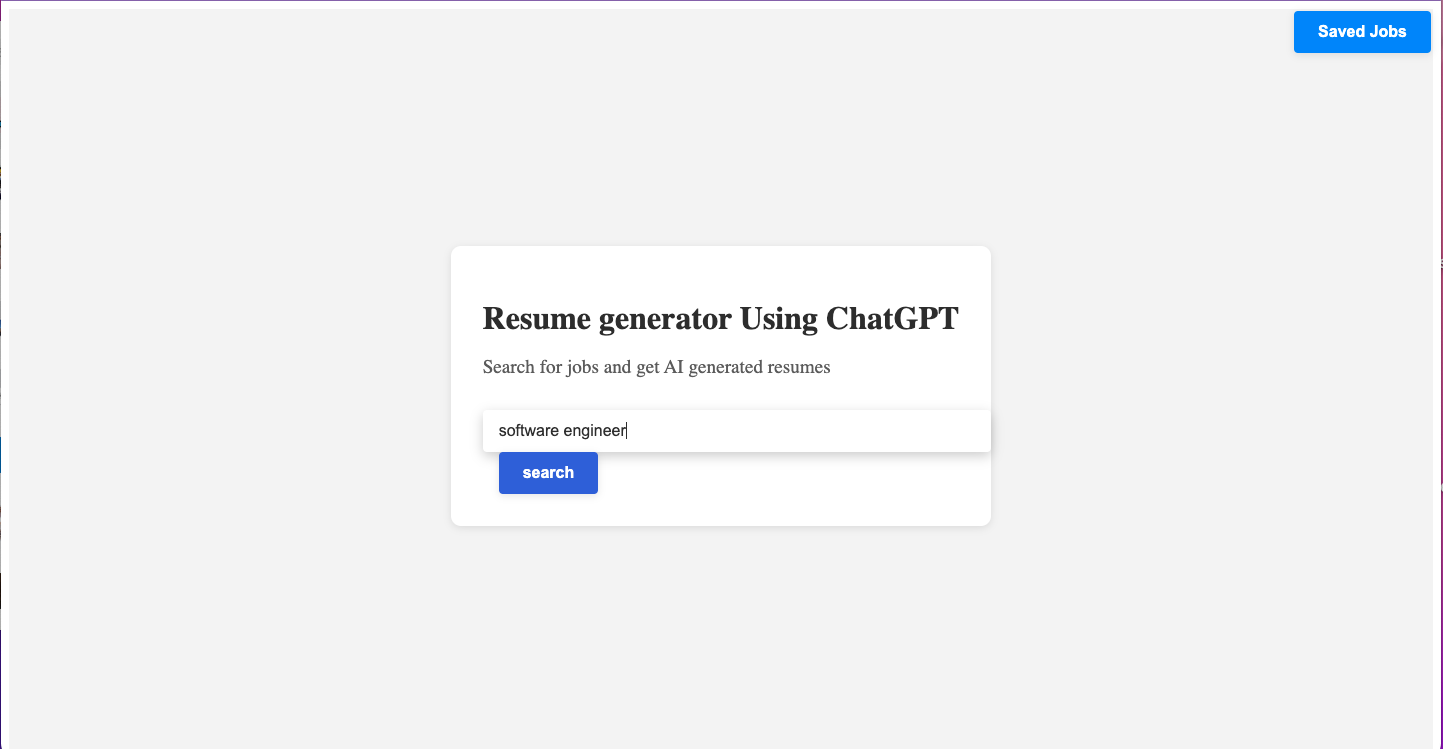 Saved Jobs
Resume generator Using ChatGPT
Search for jobs and get AI generated resumes
software engineer
search